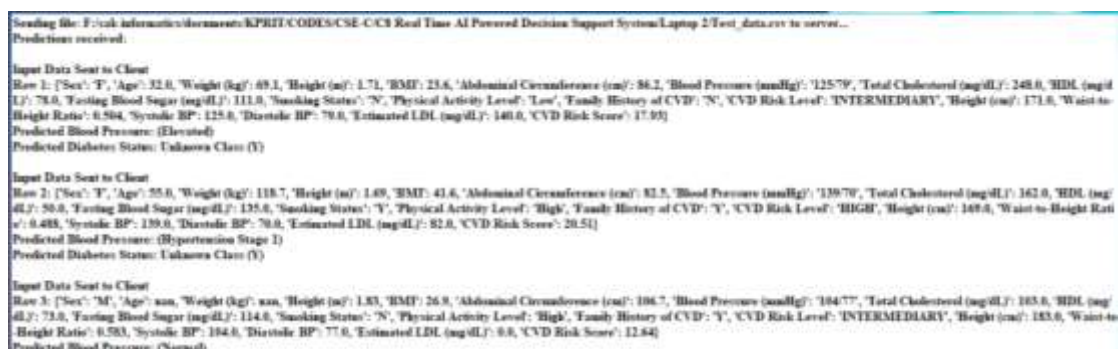 Sending file: F:/cak informatics/documents/KPRIT/CODES/CSE-C/C8 Real Time AI Powered Decision Support System/Laptop 2/Test_data.csv to server...
Predictions received:
Input Data Sent to Client
Row 1: {'Sex': 'F', 'Age': 32.0, 'Weight (kg)': 69.1, 'Height (m)': 1.71, 'BMI': 23.6, 'Abdominal Circumference (cm)': 86.2, 'Blood Pressure (mmHg)': '125/79', 'Total Cholesterol (mg/dL)': 248.0, 'HDL (mg/d
L)': 78.0, 'Fasting Blood Sugar (mg/dL)': 111.0, 'Smoking Status': 'N', 'Physical Activity Level': 'Low', 'Family History of CVD': 'N', 'CVD Risk Level': 'INTERMEDIARY', 'Height (cm)': 171.0, 'Waist-to-
Height Ratio': 0.504, 'Systolic BP': 125.0, 'Diastolic BP': 79.0, 'Estimated LDL (mg/dL)': 140.0, 'CVD Risk Score': 17.93}
Predicted Blood Pressure: (Elevated)
Predicted Diabetes Status: Unknown Class (Y)
Input Data Sent to Client
Row 2: {'Sex': 'F', 'Age': 55.0, 'Weight (kg)': 118.7, 'Height (m)': 1.69, 'BMI': 41.6, 'Abdominal Circumference (cm)': 82.5, 'Blood Pressure (mmHg)': '139/70', 'Total Cholesterol (mg/dL)': 162.0, 'HDL (mg/
dL)': 50.0, 'Fasting Blood Sugar (mg/dL)': 135.0, 'Smoking Status': 'Y', 'Physical Activity Level': 'High', 'Family History of CVD': 'Y', 'CVD Risk Level': 'HIGH', 'Height (cm)': 169.0, 'Waist-to-Height Rati
o': 0.488, 'Systolic BP': 139.0, 'Diastolic BP': 70.0, 'Estimated LDL (mg/dL)': 82.0, 'CVD Risk Score': 20.51}
Predicted Blood Pressure: (Hypertension Stage 1)
Predicted Diabetes Status: Unknown Class (Y)
Input Data Sent to Client
Row 3: {'Sex': 'M', 'Age': nan, 'Weight (kg)': nan, 'Height (m)': 1.83, 'BMI': 26.9, 'Abdominal Circumference (cm)': 106.7, 'Blood Pressure (mmHg)': '104/77', 'Total Cholesterol (mg/dL)': 103.0, 'HDL (mg/
dL)': 73.0, 'Fasting Blood Sugar (mg/dL)': 114.0, 'Smoking Status': 'N', 'Physical Activity Level': 'High', 'Family History of CVD': 'Y', 'CVD Risk Level': 'INTERMEDIARY', 'Height (cm)': 183.0, 'Waist-to
-Height Ratio': 0.583, 'Systolic BP': 104.0, 'Diastolic BP': 77.0, 'Estimated LDL (mg/dL)': 0.0, 'CVD Risk Score': 12.64}
Predicted Blood Pressure: (Normal)